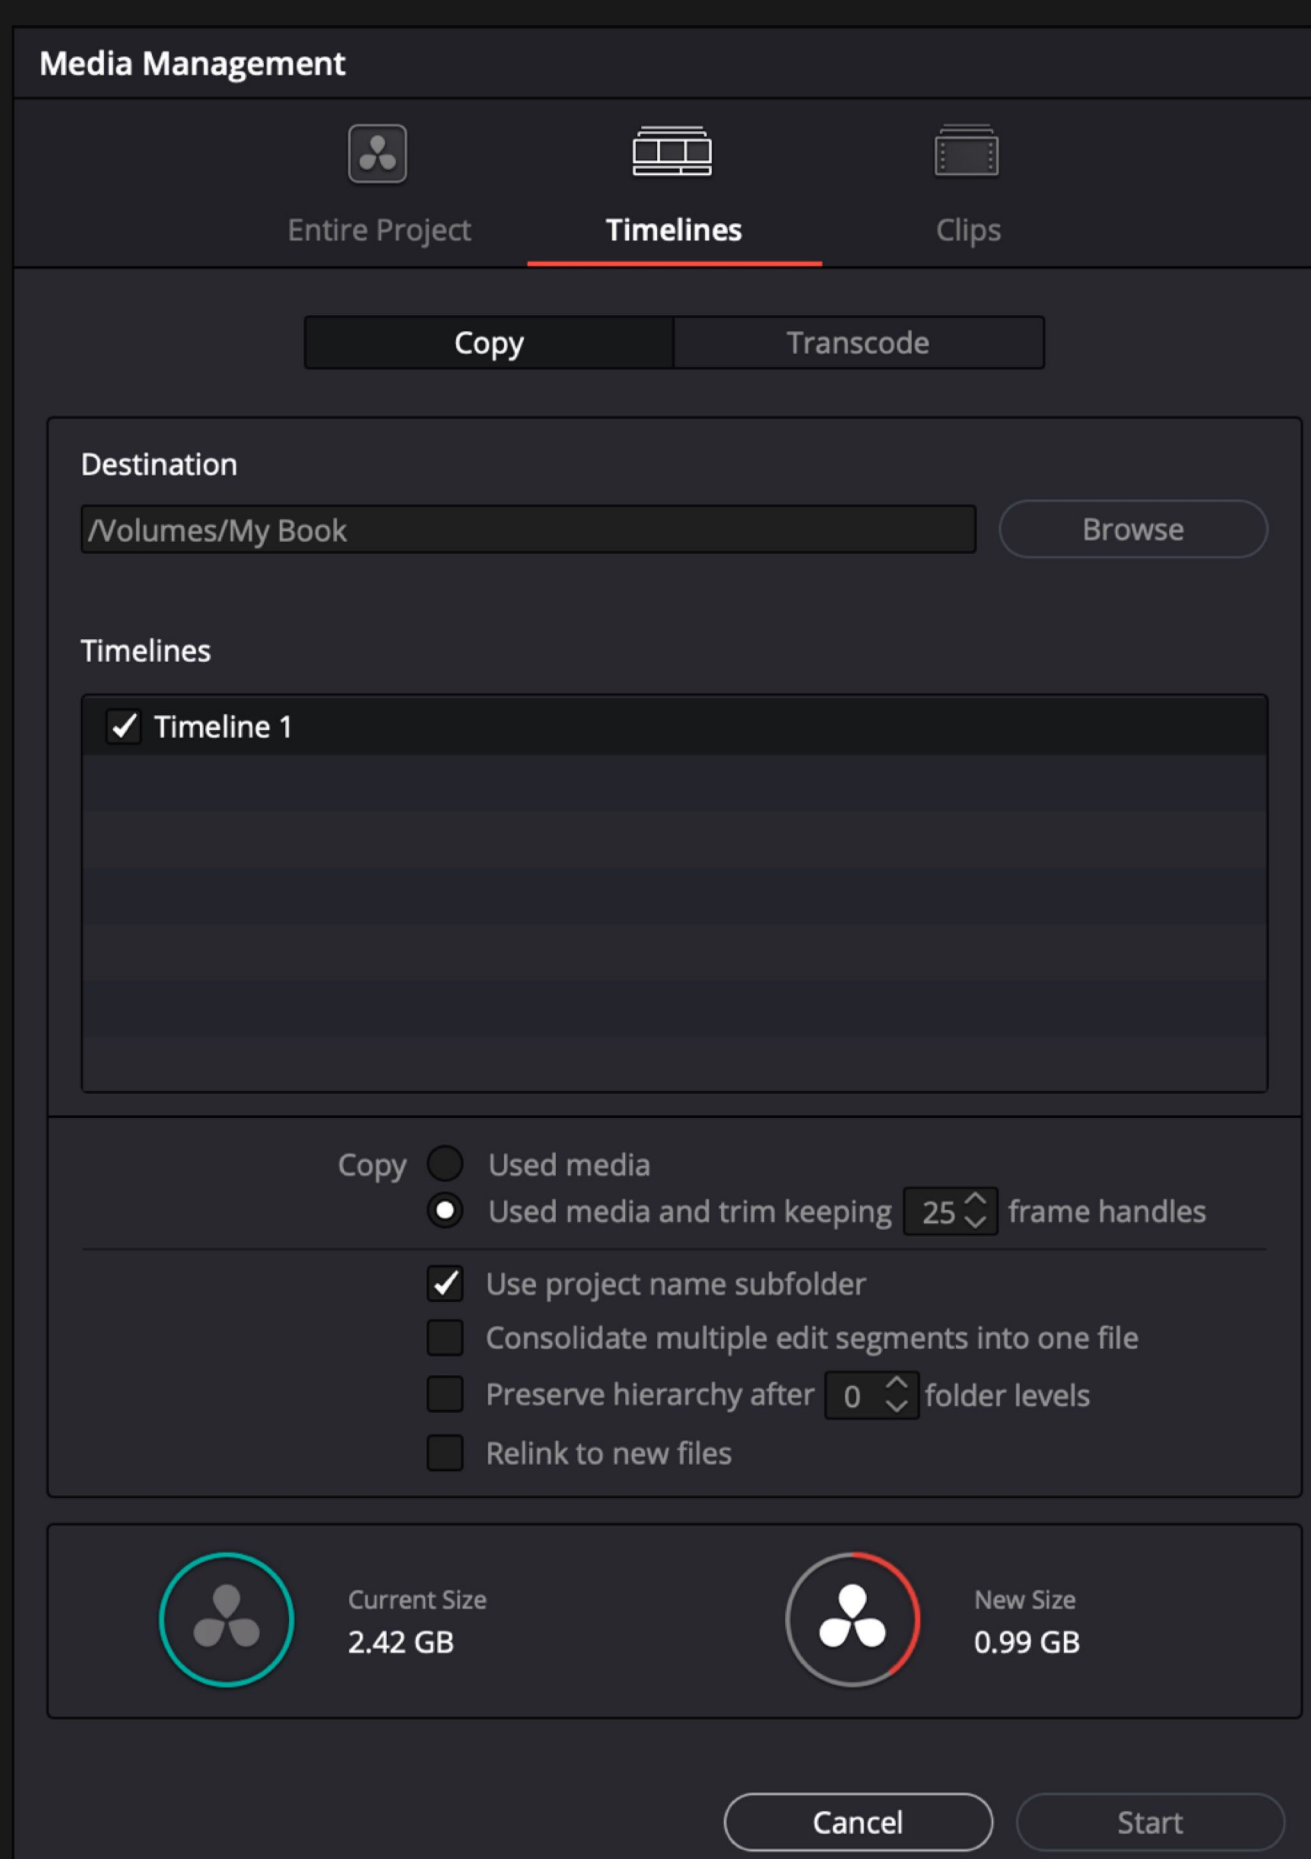 Media Management
Entire Project Timelines Clips
Copy Transcode
Destination
/Volumes/My Book Browse
Timelines
Timeline 1
Copy Used media
Used media and trim keeping 25 frame handles
Use project name subfolder
Consolidate multiple edit segments into one file
Preserve hierarchy after 0 folder levels
Relink to new files
Current Size New Size
2.42 GB 0.99 GB
Cancel Start